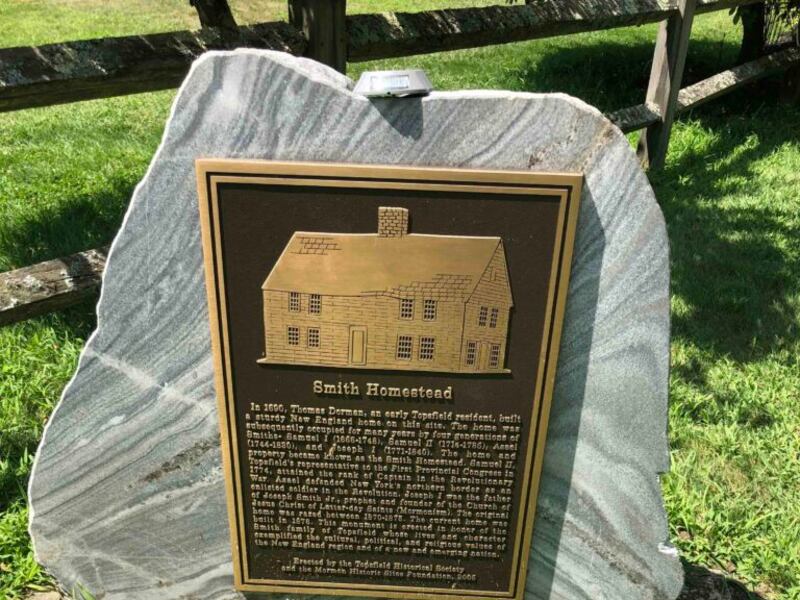 Smith Homestead
In 1690, Thomas Dorman, an early Topsfield resident, built
a sturdy New England home on this site. The home was
subsequently occupied for many years by four generations of
Smiths- Samuel I (1666-1748), Samuel II (1714-1785), Asael
(1744-1830), and Joseph I (1771-1840). The home and
property became known as the Smith Homestead. Samuel II,
Topsfield's representative to the First Provincial Congress in
1774, attained the rank of Captain in the Revolutionary
War. Asael defended New York's northern border as an
enlisted soldier in the Revolution. Joseph I was the father
of Joseph Smith Jr., prophet and founder of the Church of
Jesus Christ of Latter-day Saints (Mormonism). The original
home was razed between 1870-1875. The current home was
built in 1876. This monument is erected in honor of the
Smith family of Topsfield whose lives and character
exemplified the cultural, political, and religious values of
the New England region and of a new and emerging nation.
Erected by the Topsfield Historical Society
and the Mormon Historic Sites Foundation, 2005